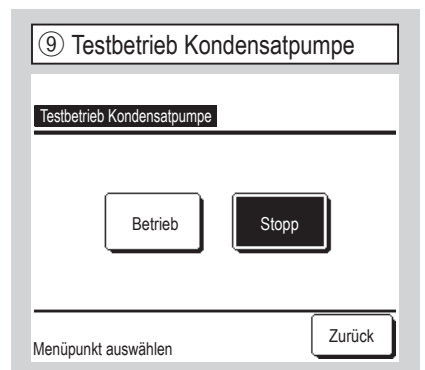 ⑨ Testbetrieb Kondensatpumpe
Testbetrieb Kondensatpumpe
Betrieb Stopp
Menüpunkt auswählen Zurück